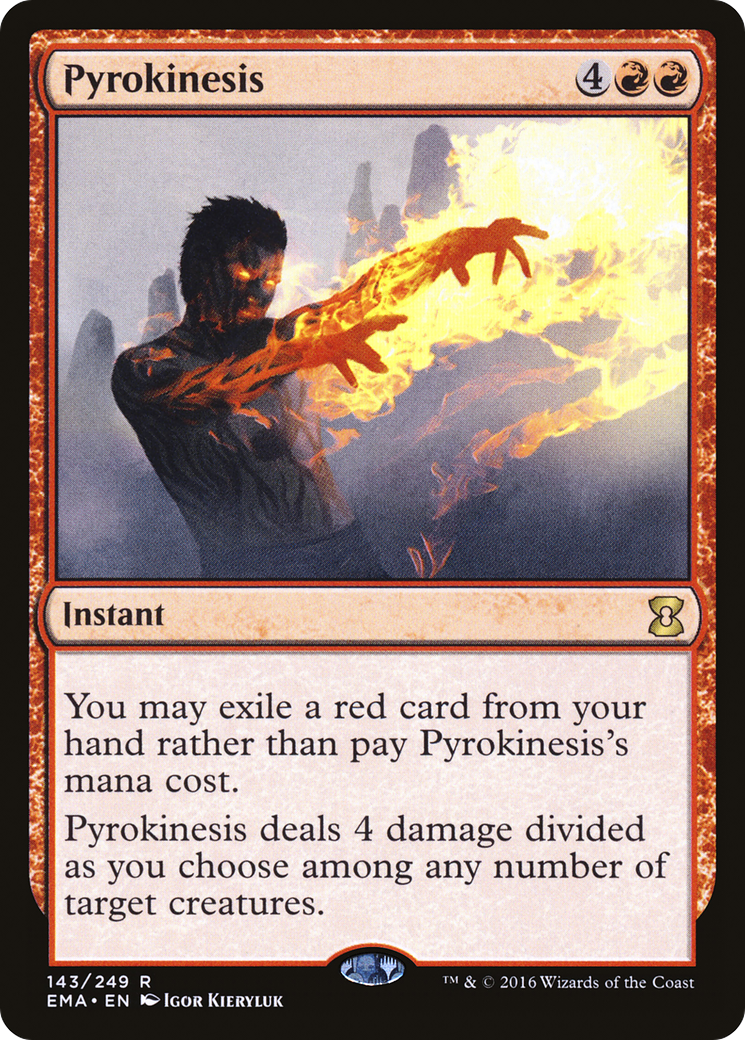 Pyrokinesis 4
Instant
You may exile a red card from your
hand rather than pay Pyrokinesis's
mana cost.
Pyrokinesis deals 4 damage divided
as you choose among any number of
target creatures.
143/249 R
EMA • EN Igor Kieryluk
™ & © 2016 Wizards of the Coast